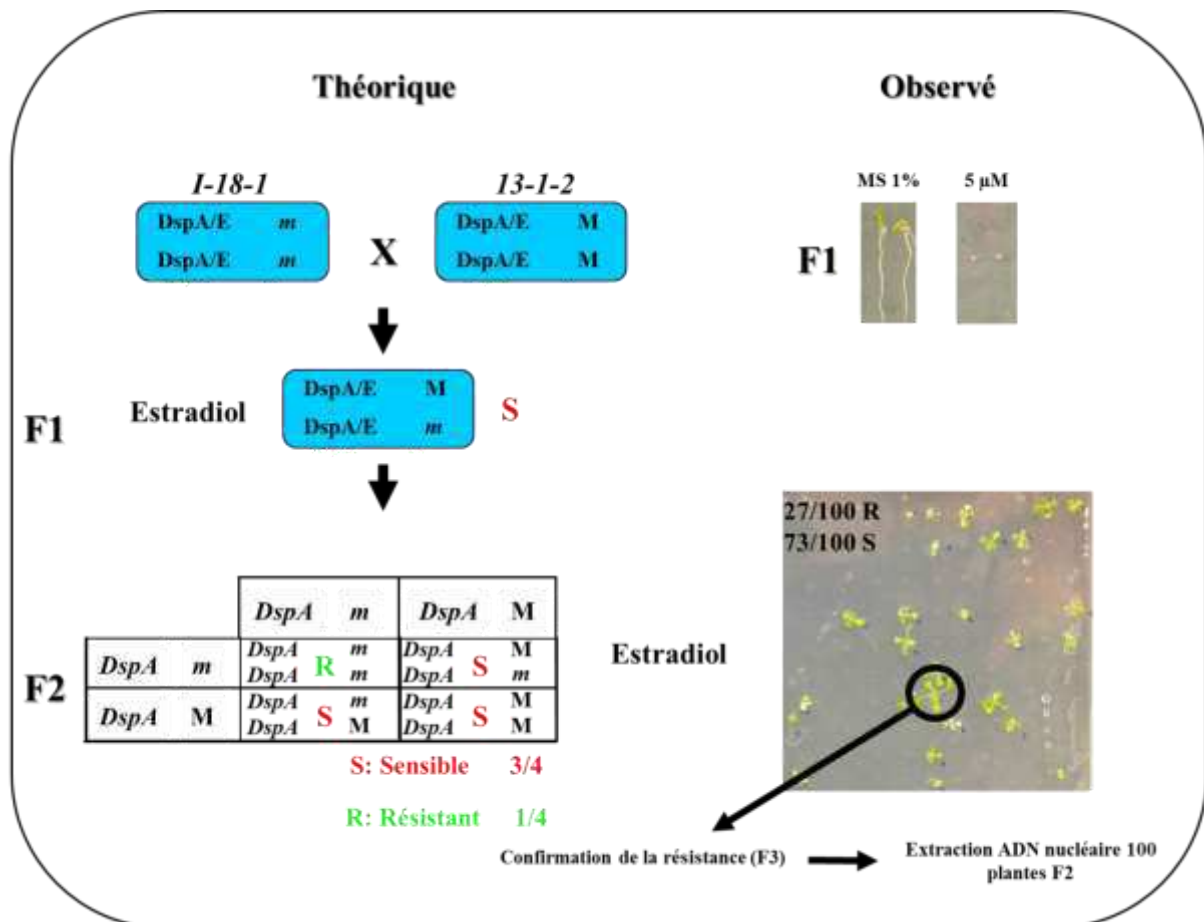 Théorique
Observé
I-18-1
13-1-2
MS 1%
5 µM
DspA/E m
DspA/E M
DspA/E m
DspA/E M
X
F1
F1
Estradiol
DspA/E M
DspA/E m
S
27/100 R
73/100 S
F2
DspA m
DspA M
DspA m
DspA m
DspA m
R
DspA M
DspA m
S
DspA M
DspA m
DspA M
S
DspA M
DspA M
S
Estradiol
S: Sensible 3/4
R: Résistant 1/4
Confirmation de la résistance (F3)
Extraction ADN nucléaire 100
plantes F2